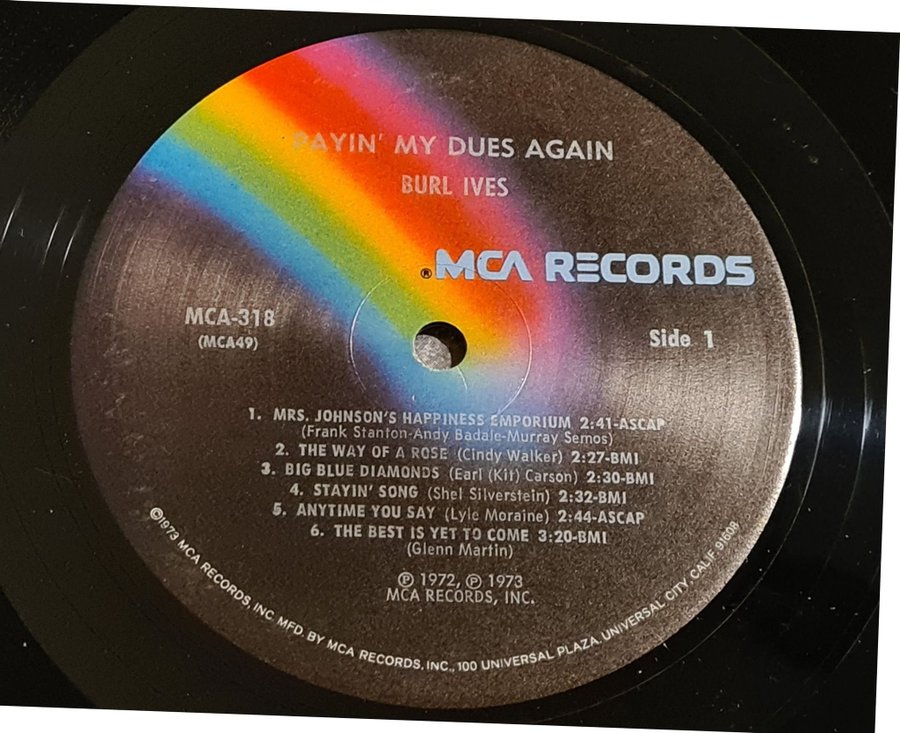 PAYIN' MY DUES AGAIN
BURL IVES
®MCA RECORDS
MCA-318
(MCA49)
Side 1
1. MRS. JOHNSON'S HAPPINESS EMPORIUM 2:41-ASCAP
(Frank Stanton-Andy Badale-Murray Semos)
2. THE WAY OF A ROSE (Cindy Walker) 2:27-BMI
3. BIG BLUE DIAMONDS (Earl (Kit) Carson) 2:30-BMI
4. STAYIN' SONG (Shel Silverstein) 2:32-BMI
5. ANYTIME YOU SAY (Lyle Moraine) 2:44-ASCAP
6. THE BEST IS YET TO COME 3:20-BMI
(Glenn Martin)
℗ 1972, ℗ 1973
MCA RECORDS, INC.
©1973 MCA RECORDS, INC. MFD. BY MCA RECORDS, INC., 100 UNIVERSAL PLAZA, UNIVERSAL CITY, CALIF. 91608